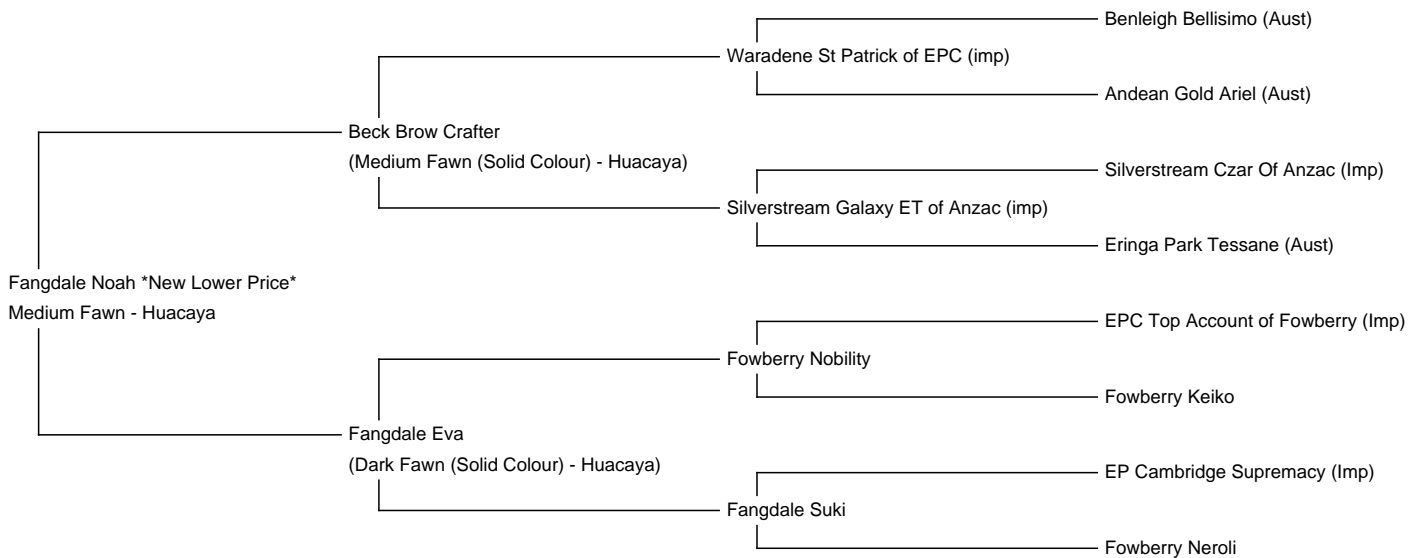 Benleigh Bellisimo (Aust)
Waradene St Patrick of EPC (imp)
Andean Gold Ariel (Aust)
Beck Brow Crafter
(Medium Fawn (Solid Colour) - Huacaya)
Silverstream Czar Of Anzac (Imp)
Silverstream Galaxy ET of Anzac (imp)
Eringa Park Tessane (Aust)
Fangdale Noah *New Lower Price*
Medium Fawn - Huacaya
EPC Top Account of Fowberry (Imp)
Fowberry Nobility
Fowberry Keiko
Fangdale Eva
(Dark Fawn (Solid Colour) - Huacaya)
EP Cambridge Supremacy (Imp)
Fangdale Suki
Fowberry Neroli